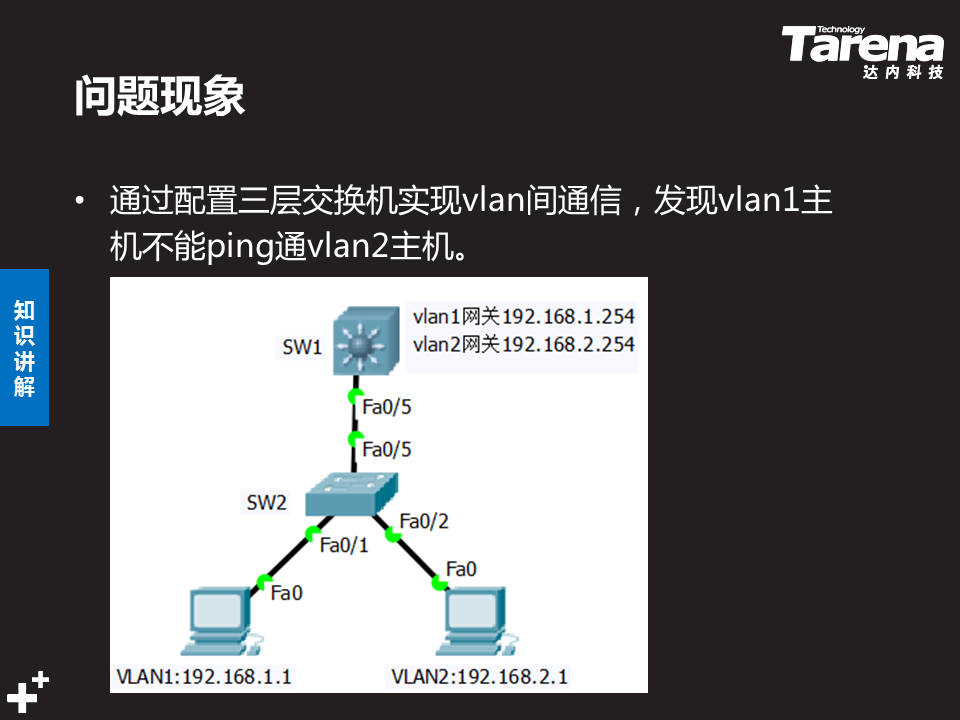 Technology
Tarena
达内科技
问题现象
• 通过配置三层交换机实现vlan间通信，发现vlan1主
机不能ping通vlan2主机。
知
识
讲
解
vlan1网关192.168.1.254
SW1
vlan2网关192.168.2.254
Fa0/5
Fa0/5
SW2
Fa0/2
Fa0/1
Fa0
Fa0
VLAN1:192.168.1.1
VLAN2:192.168.2.1